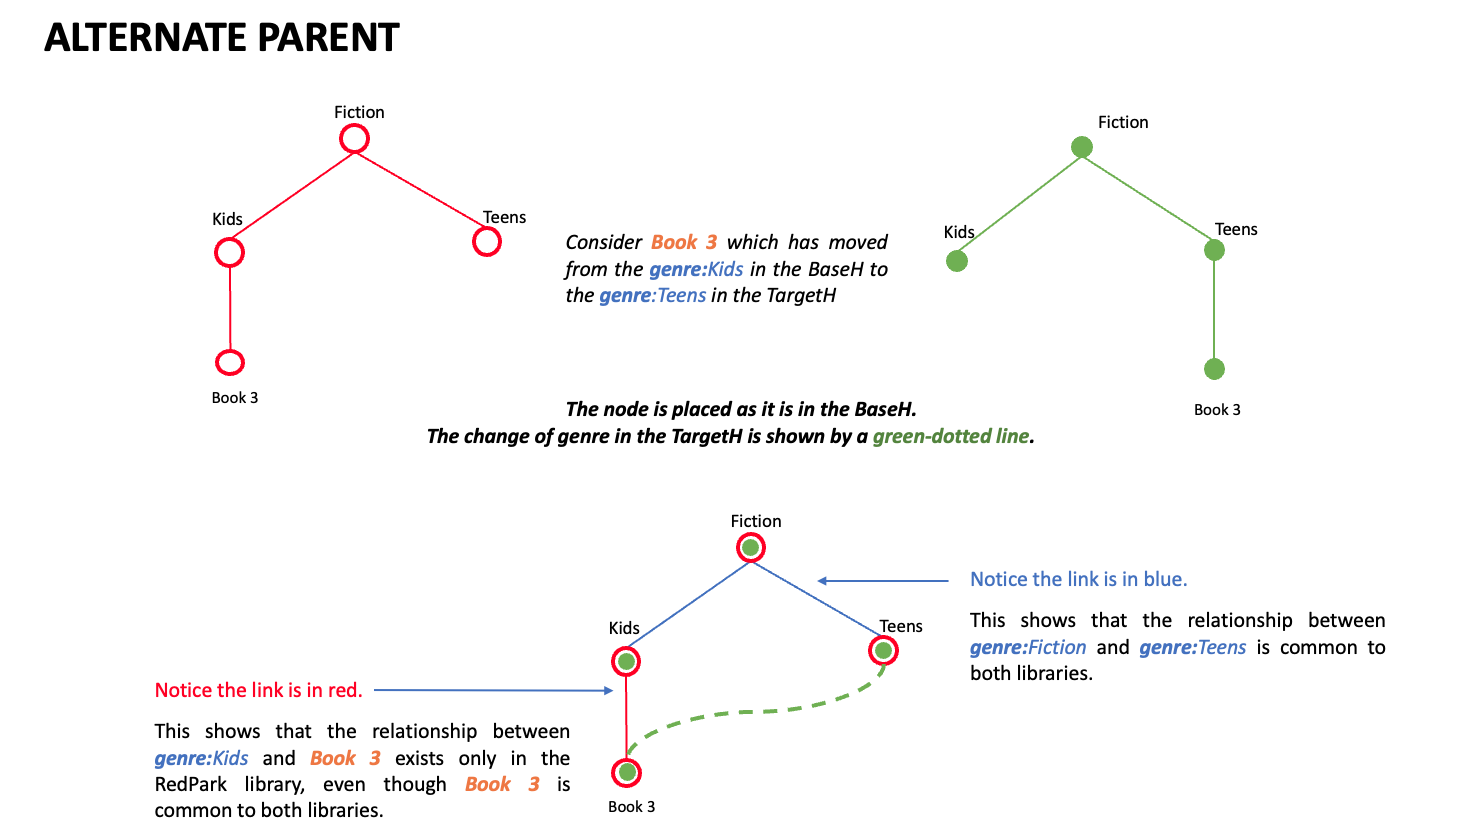 ALTERNATE PARENT
Fiction
Kids
Teens
Book 3
Consider Book 3 which has moved
from the genre:Kids in the BaseH to
the genre:Teens in the TargetH
Fiction
Kids
Teens
Book 3
The node is placed as it is in the BaseH.
The change of genre in the TargetH is shown by a green-dotted line.
Fiction
Kids
Teens
Book 3
Notice the link is in blue.
This shows that the relationship between
genre:Fiction and genre:Teens is common to
both libraries.
Notice the link is in red.
This shows that the relationship between
genre:Kids and Book 3 exists only in the
RedPark library, even though Book 3 is
common to both libraries.